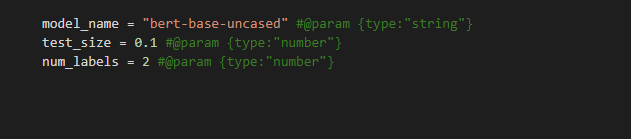 model_name = "bert-base-uncased" #@param {type:"string"}
test_size = 0.1 #@param {type:"number"}
num_labels = 2 #@param {type:"number"}